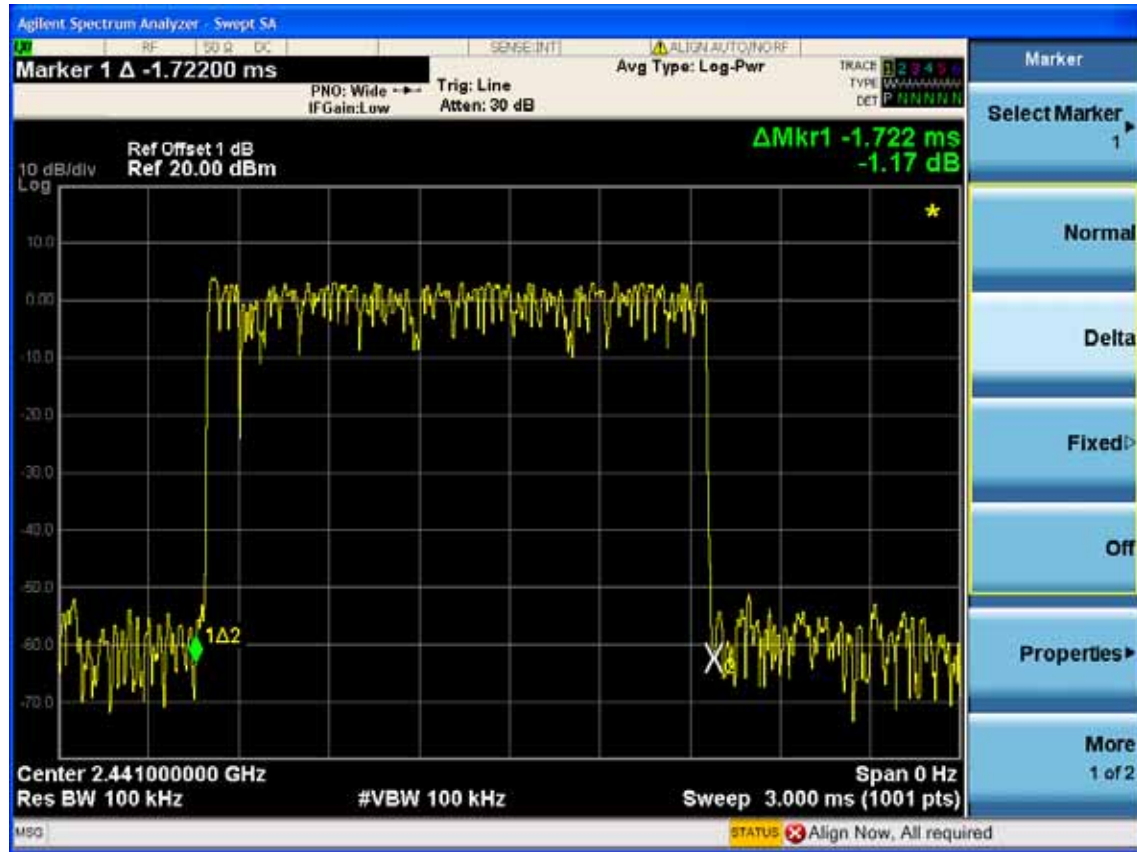 Agilent Spectrum Analyzer - Swept SA
RF 50 Ω DC SENSE:INT ALIGN AUTO/NO RF
Marker 1 Δ -1.72200 ms
PNO: Wide
IFGain:Low
Trig: Line
Atten: 30 dB
Avg Type: Log-Pwr
TRACE 1 2 3 4 5 6
TYPE
DET P N N N N N
ΔMkr1 -1.722 ms
-1.17 dB
Ref Offset 1 dB
10 dB/div Ref 20.00 dBm
Log
10.0
0.00
-10.0
-20.0
-30.0
-40.0
-50.0
-60.0
-70.0
1Δ2
Center 2.441000000 GHz Span 0 Hz
Res BW 100 kHz #VBW 100 kHz Sweep 3.000 ms (1001 pts)
MSG STATUS Align Now, All required
Marker
Select Marker
1
Normal
Delta
Fixed
Off
Properties
More
1 of 2